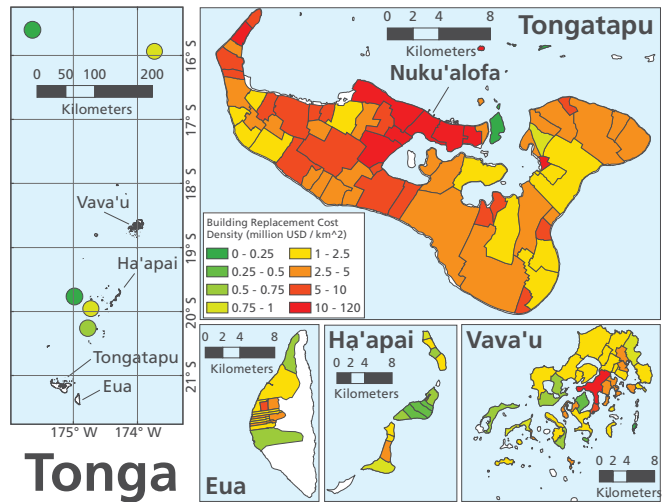 0 50 100 200
Kilometers
16° S
17° S
18° S
Vava'u
19° S
Ha'apai
20° S
Tongatapu
21° S
Eua
175° W 174° W
Tonga
0 2 4 8
Kilometers
Tongatapu
Nuku'alofa
Building Replacement Cost
Density (million USD / km^2)
0 - 0.25
0.25 - 0.5
0.5 - 0.75
0.75 - 1
1 - 2.5
2.5 - 5
5 - 10
10 - 120
0 2 4 8
Kilometers
Eua
Ha'apai
0 2 4 8
Kilometers
Vava'u
0 2 4 8
Kilometers